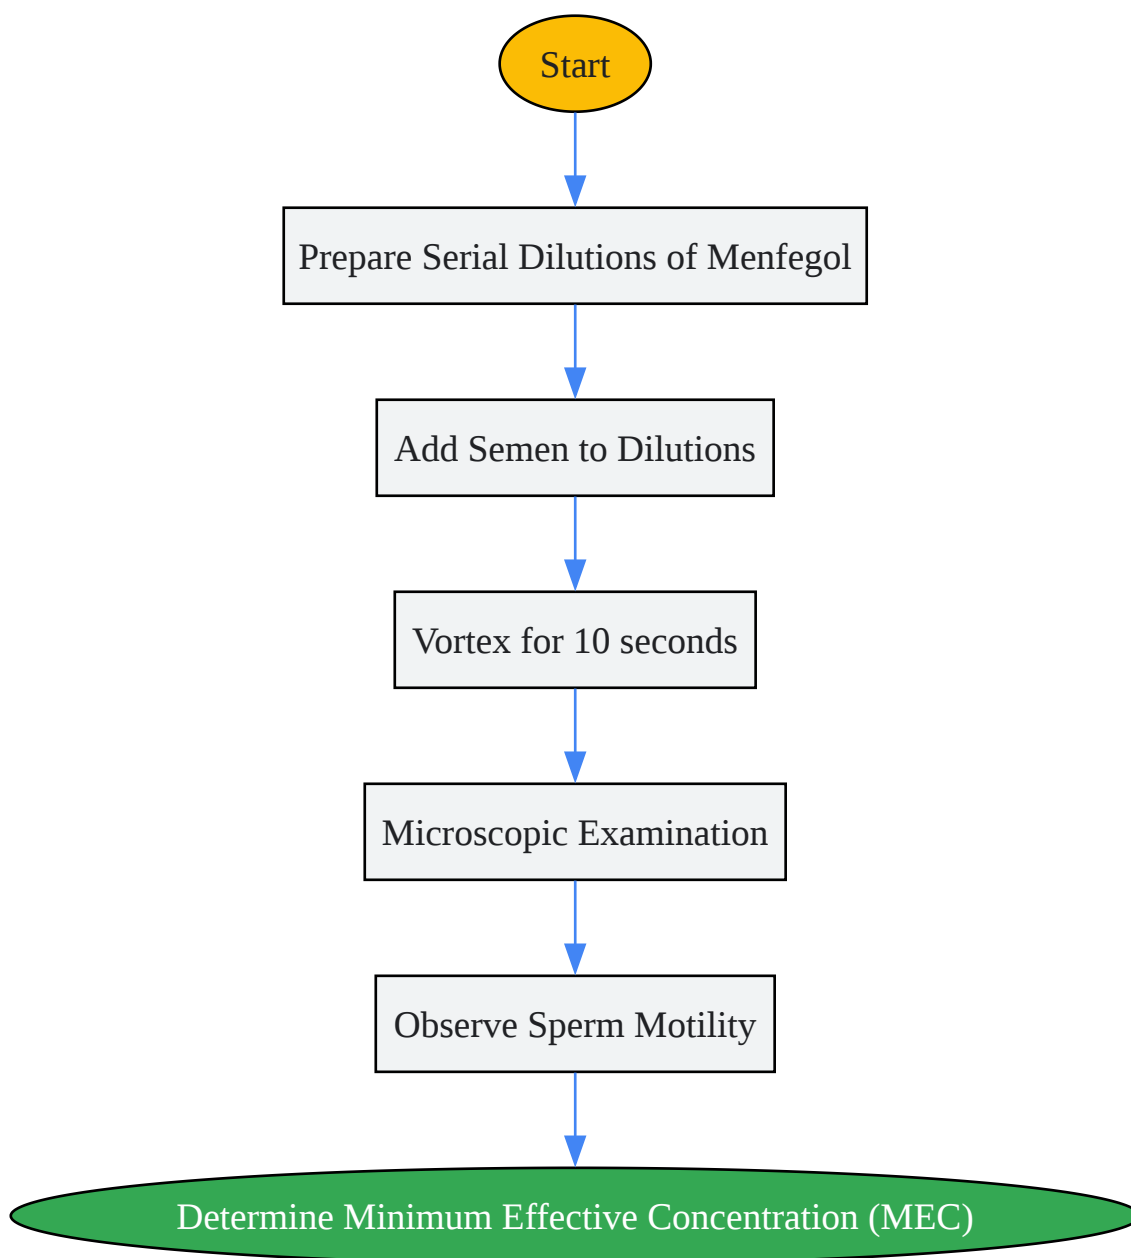 Start
Prepare Serial Dilutions of Menfegol
Add Semen to Dilutions
Vortex for 10 seconds
Microscopic Examination
Observe Sperm Motility
Determine Minimum Effective Concentration (MEC)